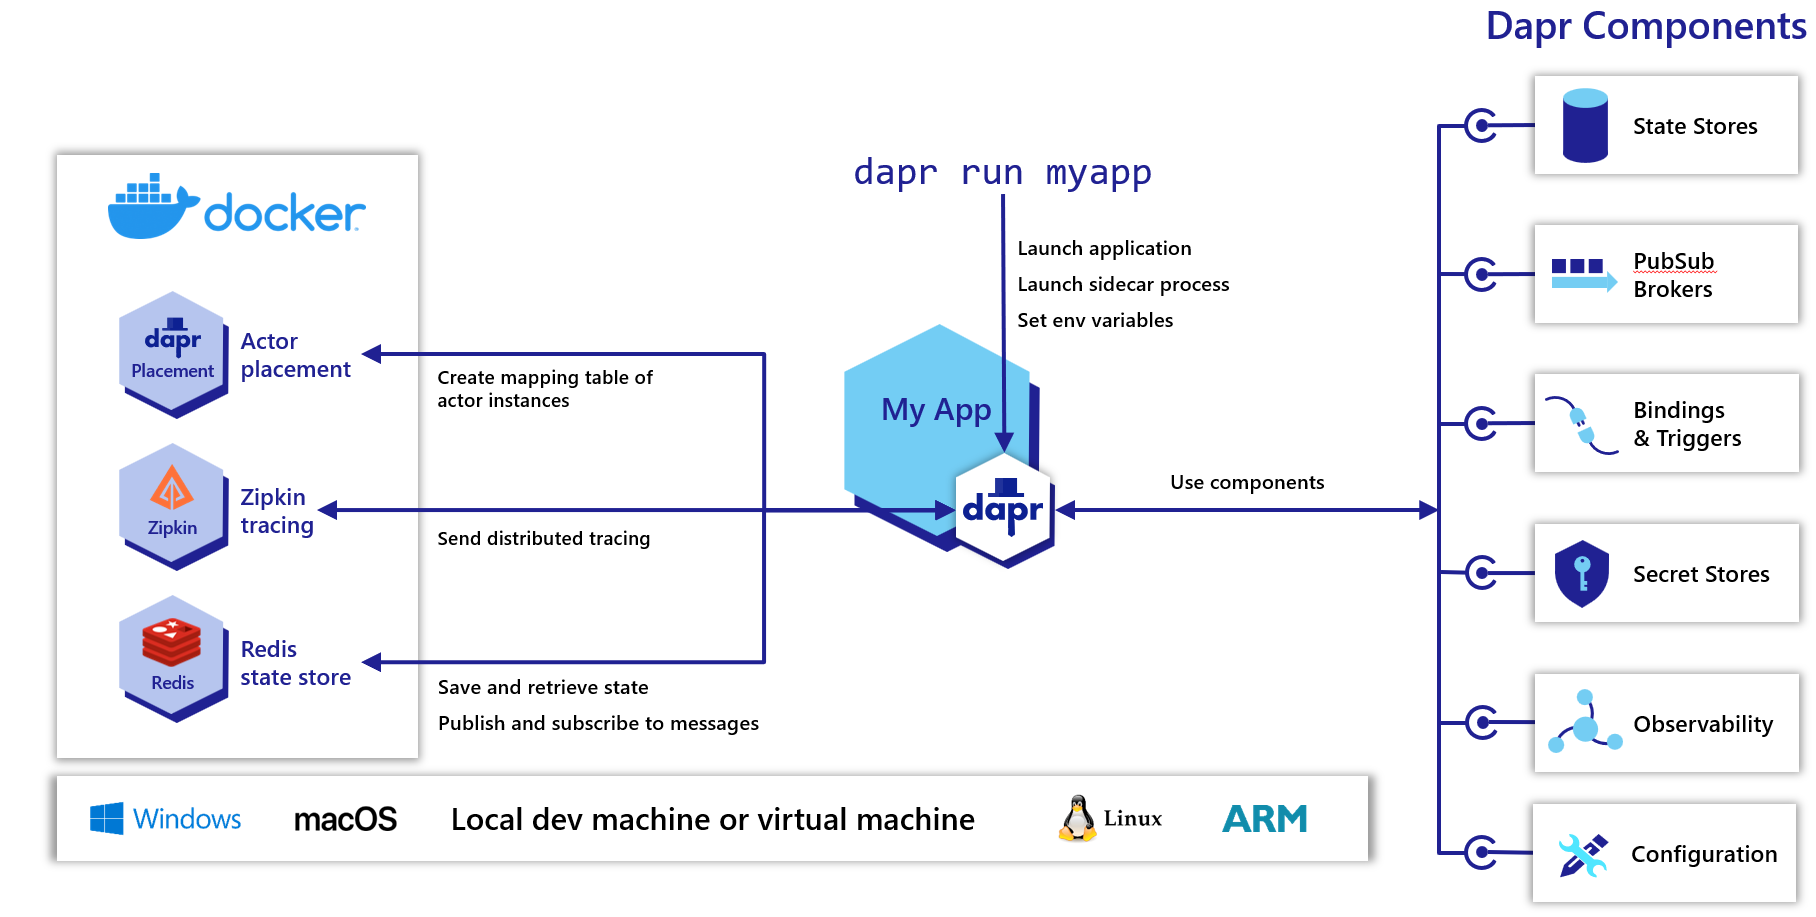 Dapr Components
docker
dapr
Placement
Actor
placement
Zipkin
Zipkin
tracing
Redis
Redis
state store
Create mapping table of
actor instances
Send distributed tracing
Save and retrieve state
Publish and subscribe to messages
dapr run myapp
Launch application
Launch sidecar process
Set env variables
My App
dapr
Use components
State Stores
PubSub
Brokers
Bindings
& Triggers
Secret Stores
Observability
Configuration
Windows
macOS
Local dev machine or virtual machine
Linux
ARM